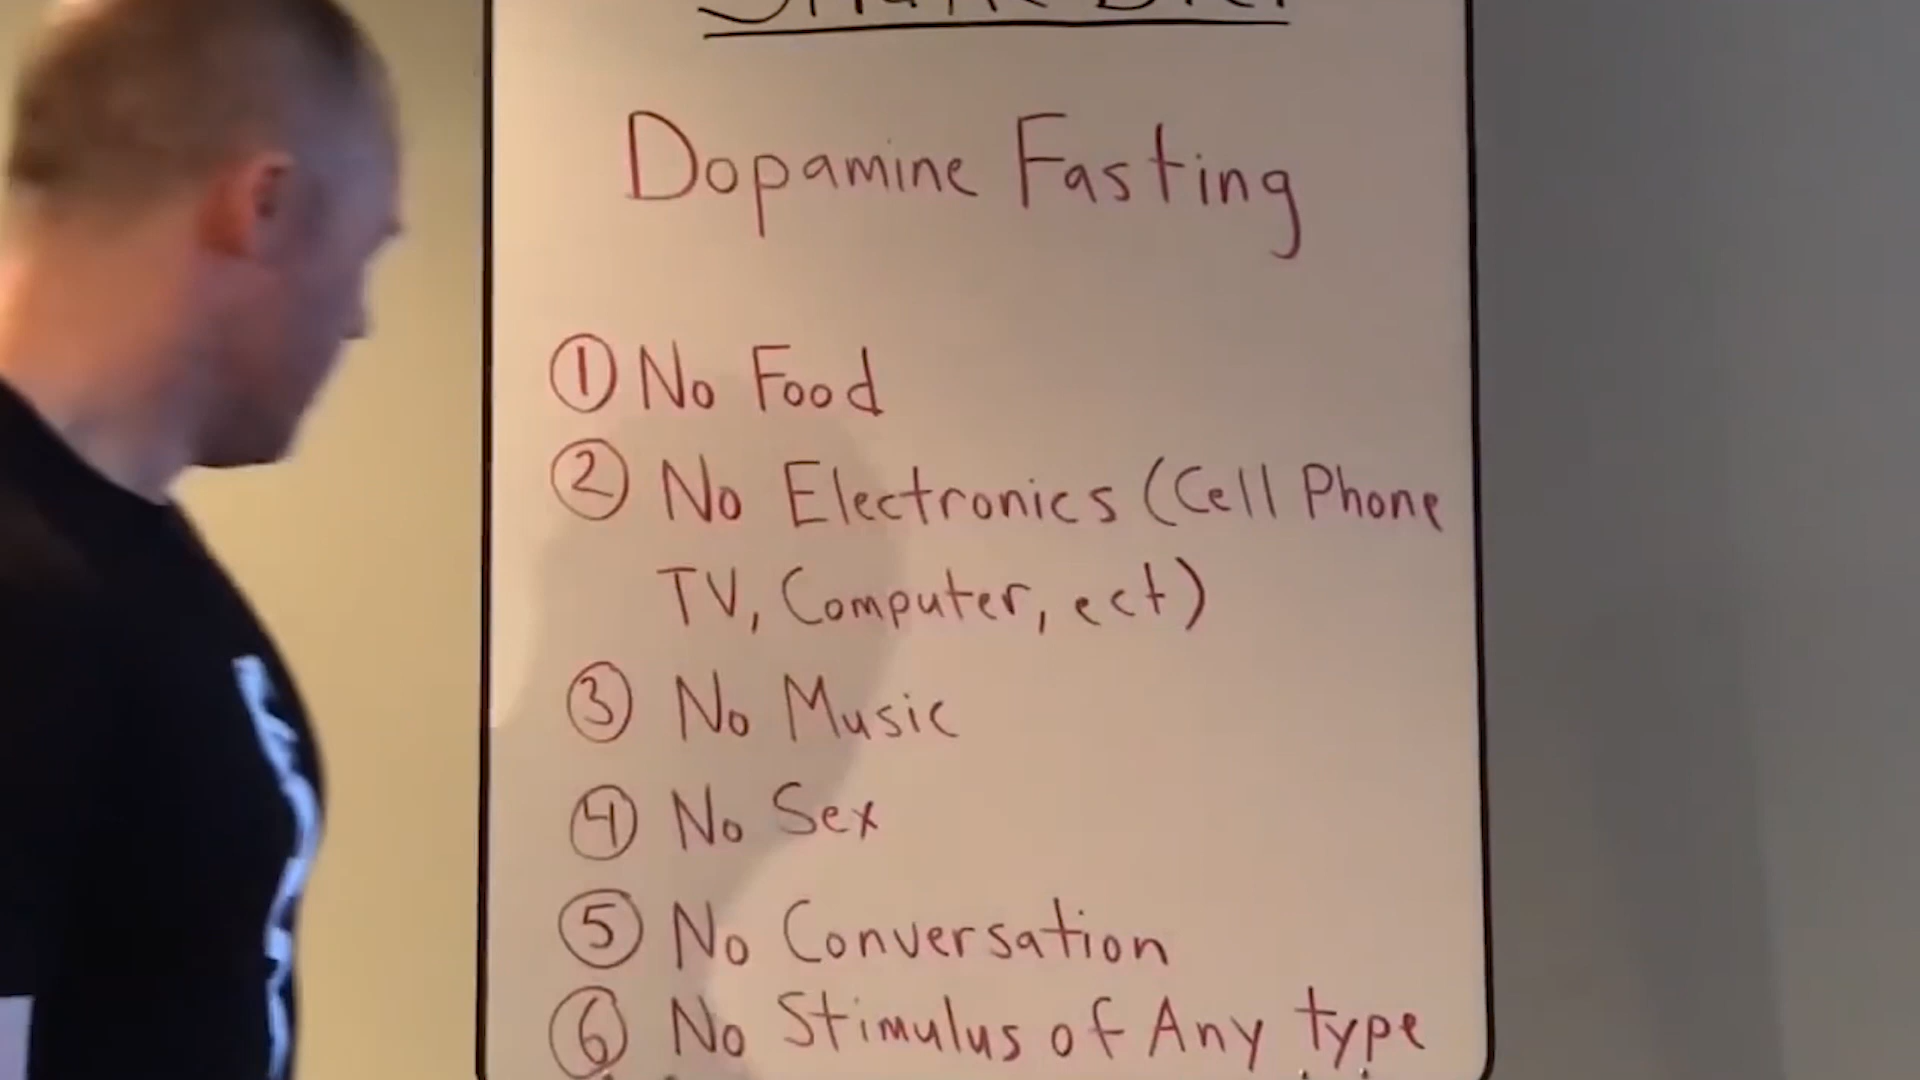 Dopamine Fasting
① No Food
② No Electronics (Cell Phone
TV, Computer, ect)
③ No Music
④ No Sex
⑤ No Conversation
⑥ No Stimulus of Any type